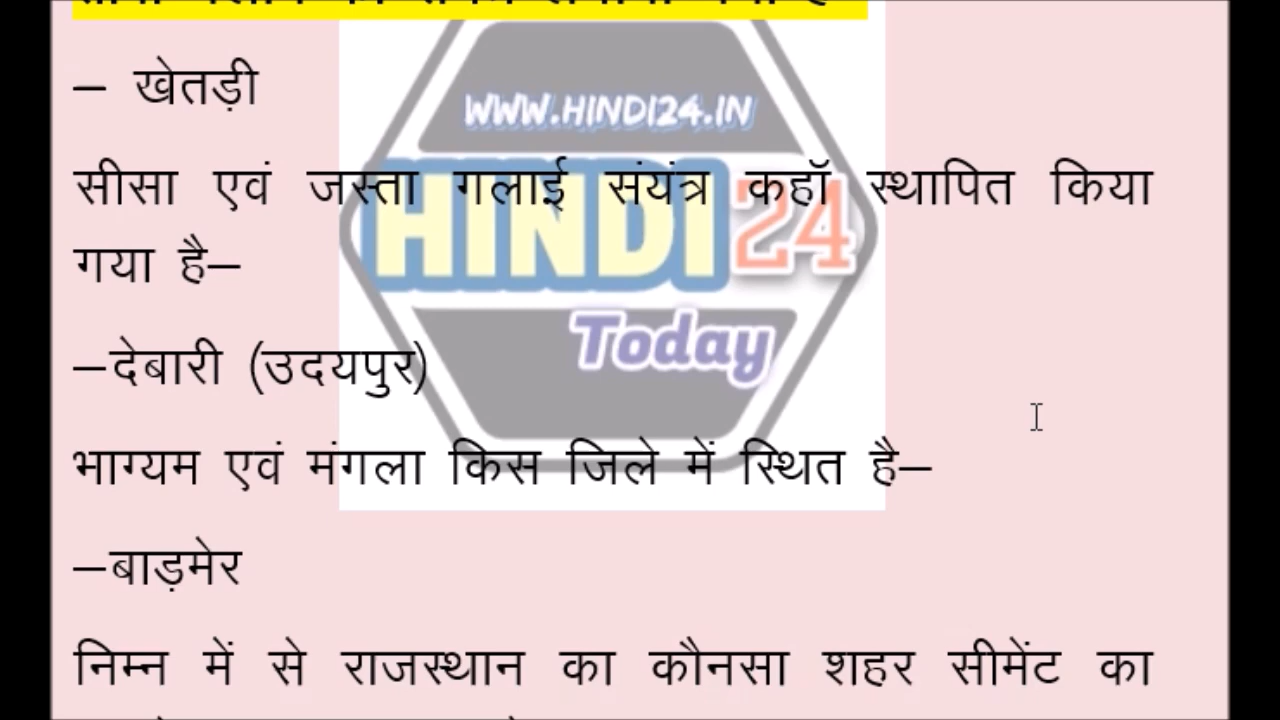 – खेतड़ी
WWW.HINDI24.IN
सीसा एवं जस्ता गलाई संयंत्र कहॉ स्थापित किया
HINDI 24
गया है–
Today
–देबारी (उदयपुर)
भाग्यम एवं मंगला किस जिले में स्थित है–
–बाड़मेर
निम्न में से राजस्थान का कौनसा शहर सीमेंट का